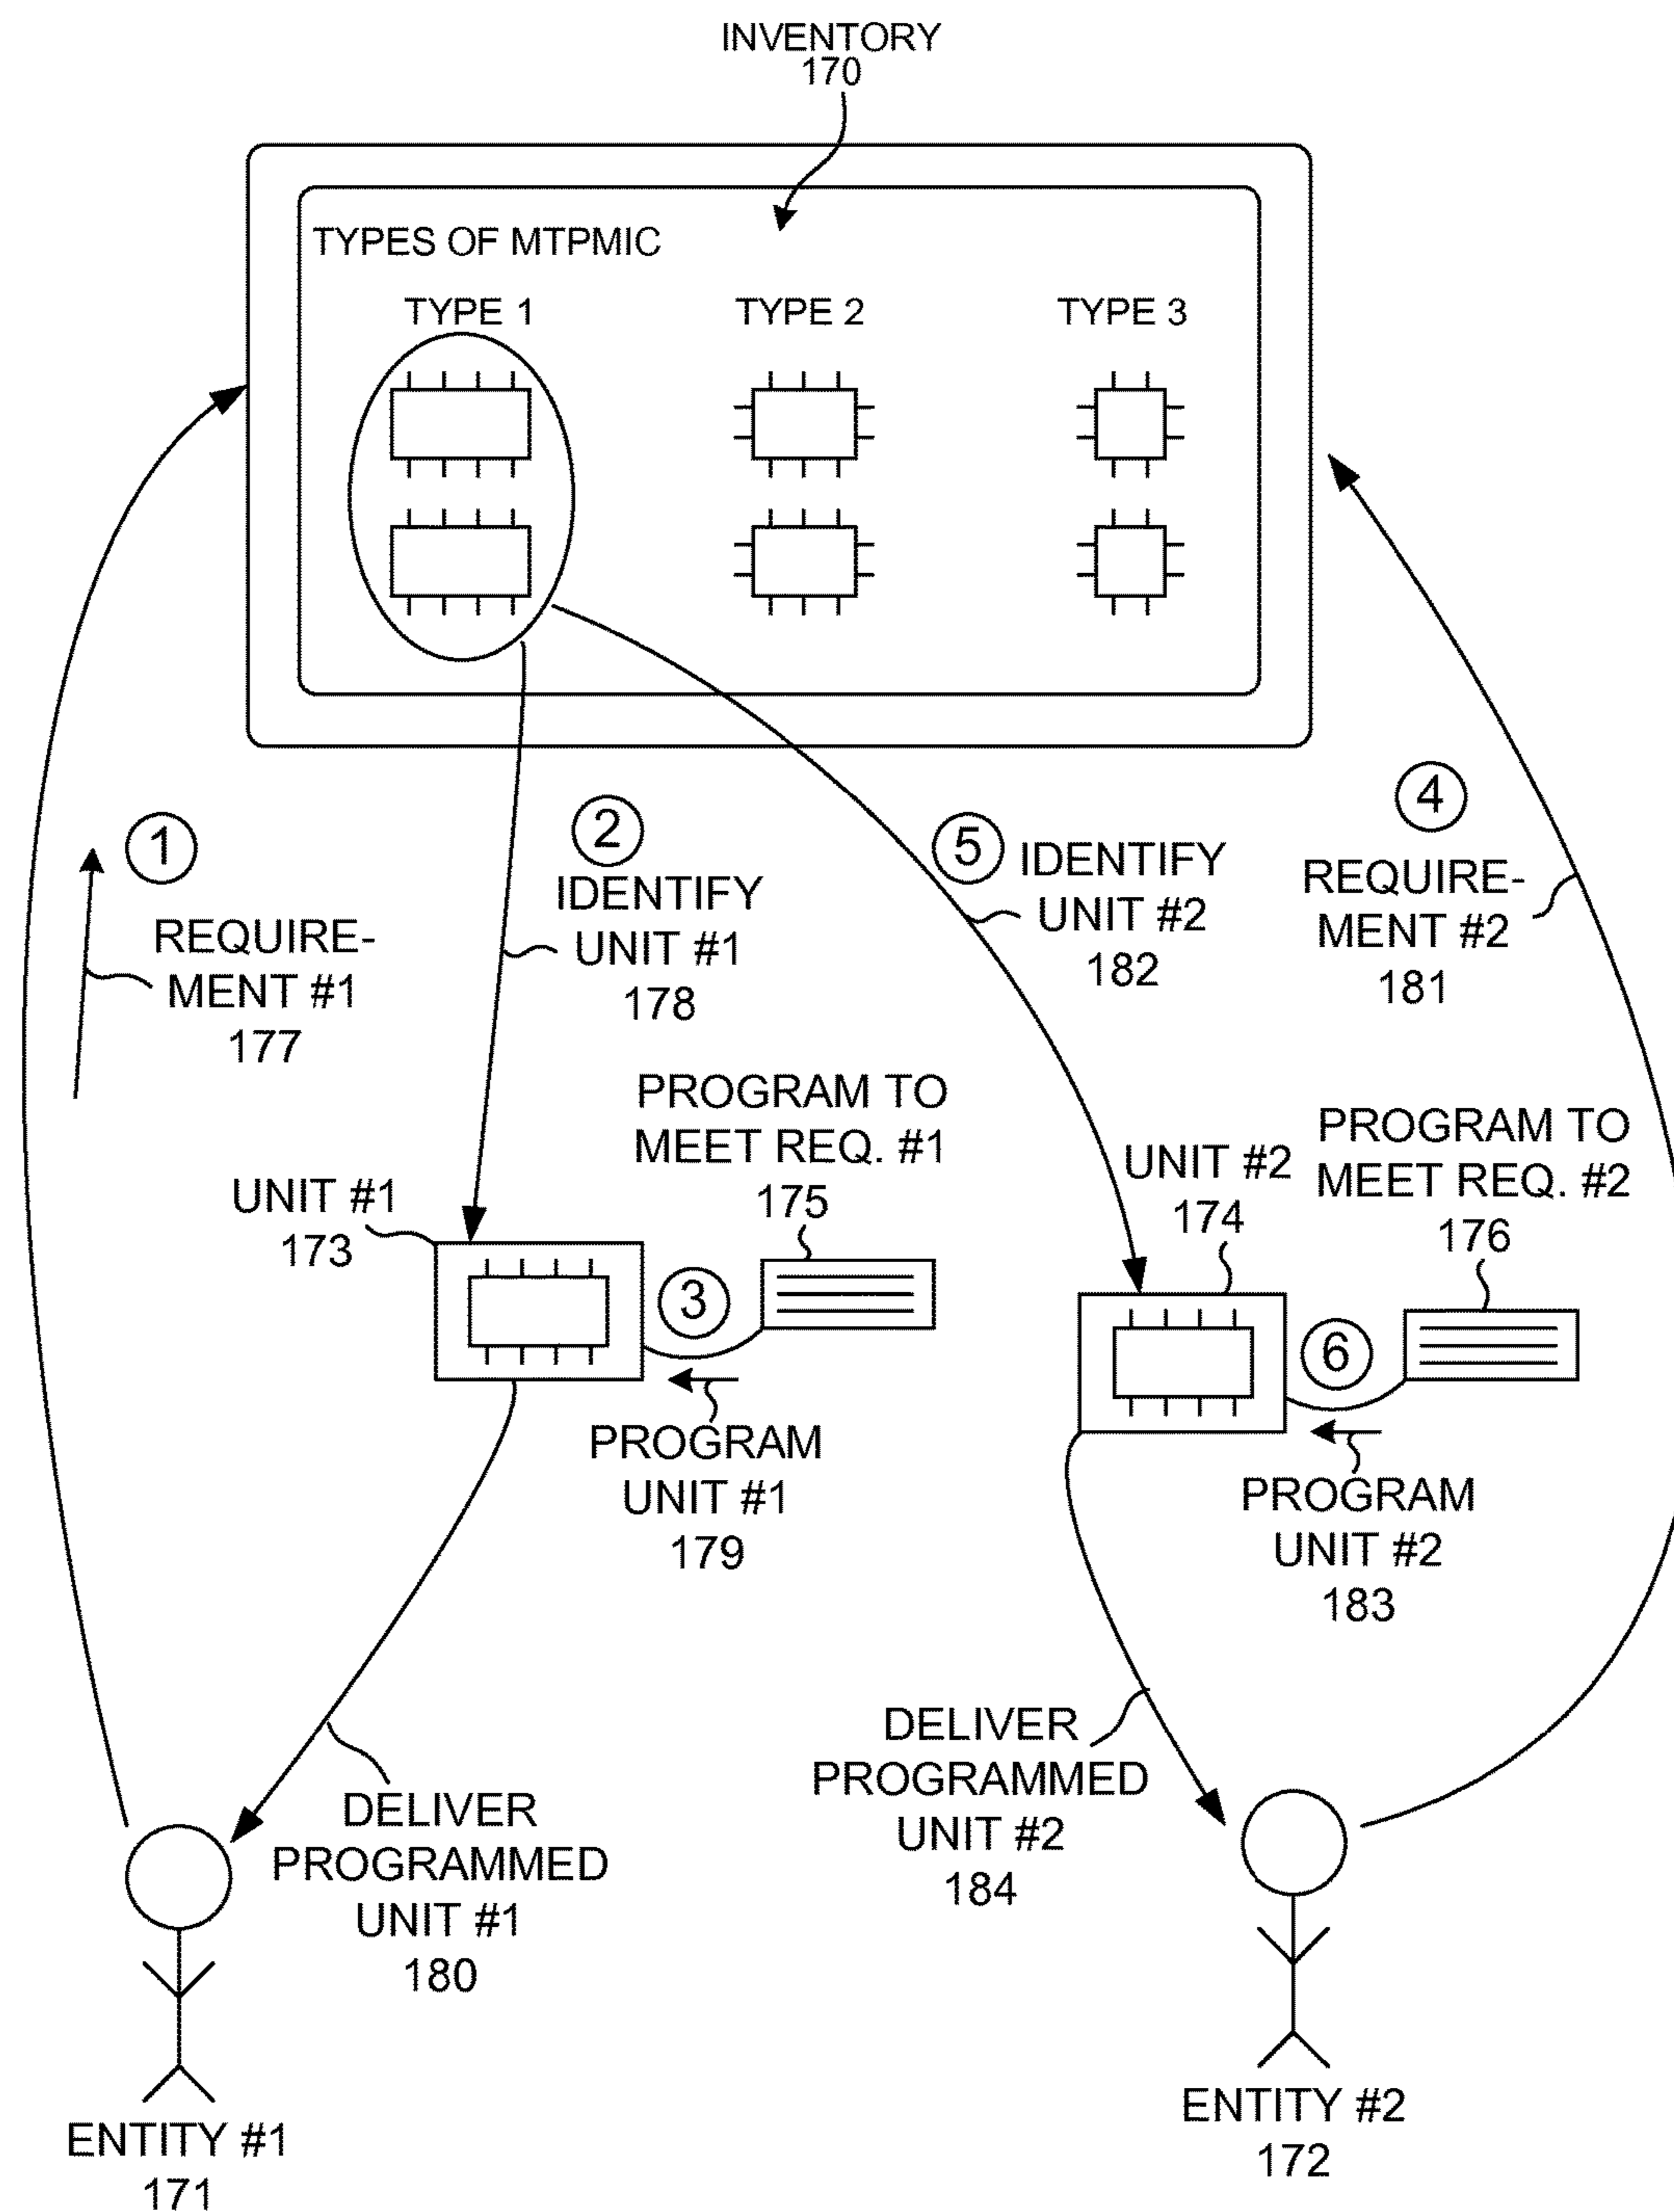 INVENTORY
170
TYPES OF MTPMIC
TYPE 1
TYPE 2
TYPE 3
1
REQUIRE-
MENT #1
177
2
IDENTIFY
UNIT #1
178
5
IDENTIFY
UNIT #2
182
4
REQUIRE-
MENT #2
181
UNIT #1
173
PROGRAM TO
MEET REQ. #1
175
3
PROGRAM
UNIT #1
179
UNIT #2
174
PROGRAM TO
MEET REQ. #2
176
6
PROGRAM
UNIT #2
183
DELIVER
PROGRAMMED
UNIT #1
180
DELIVER
PROGRAMMED
UNIT #2
184
ENTITY #1
171
ENTITY #2
172